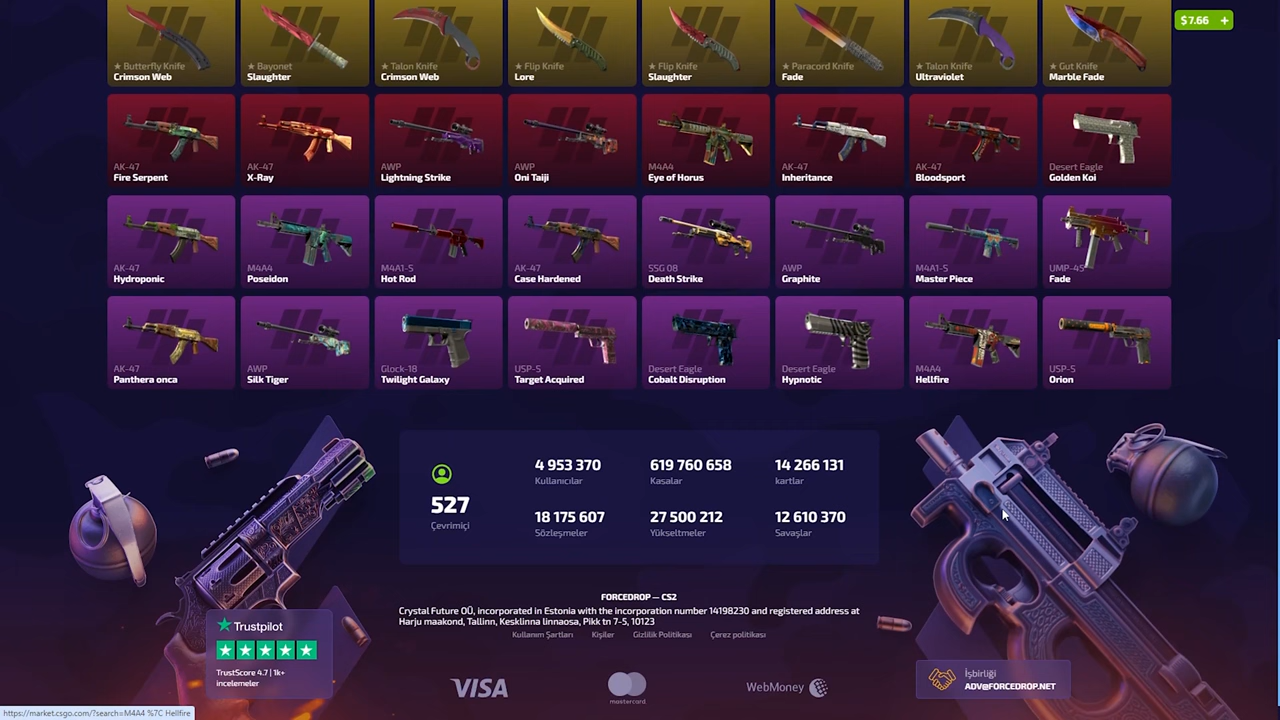 $7.66 +
★ Butterfly Knife
Crimson Web
★ Bayonet
Slaughter
★ Talon Knife
Crimson Web
★ Flip Knife
Lore
★ Flip Knife
Slaughter
★ Paracord Knife
Fade
★ Talon Knife
Ultraviolet
★ Gut Knife
Marble Fade
AK-47
Fire Serpent
AK-47
X-Ray
AWP
Lightning Strike
AWP
Oni Taiji
M4A4
Eye of Horus
AK-47
Inheritance
AK-47
Bloodsport
Desert Eagle
Golden Koi
AK-47
Hydroponic
M4A4
Poseidon
M4A1-S
Hot Rod
AK-47
Case Hardened
SSG 08
Death Strike
AWP
Graphite
M4A1-S
Master Piece
UMP-45
Fade
AK-47
Panthera onca
AWP
Silk Tiger
Glock-18
Twilight Galaxy
USP-S
Target Acquired
Desert Eagle
Cobalt Disruption
Desert Eagle
Hypnotic
M4A4
Hellfire
USP-S
Orion
527
Çevrimiçi
4 953 370
Kullanıcılar
619 760 658
Kasalar
14 266 131
kartlar
18 175 607
Sözleşmeler
27 500 212
Yükseltmeler
12 610 370
Savaşlar
FORCEDROP — CS2
Crystal Future OÜ, incorporated in Estonia with the incorporation number 14198230 and registered address at
Harju maakond, Tallinn, Kesklinna linnaosa, Pikk tn 7-5, 10123
Kullanım Şartları Kişiler Gizlilik Politikası Çerez politikası
Trustpilot
TrustScore 4.7 | 1k+
incelemeler
VISA
mastercard
WebMoney
İşbirliği
ADV@FORCEDROP.NET
https://market.csgo.com/?search=M4A4 %7C Hellfire